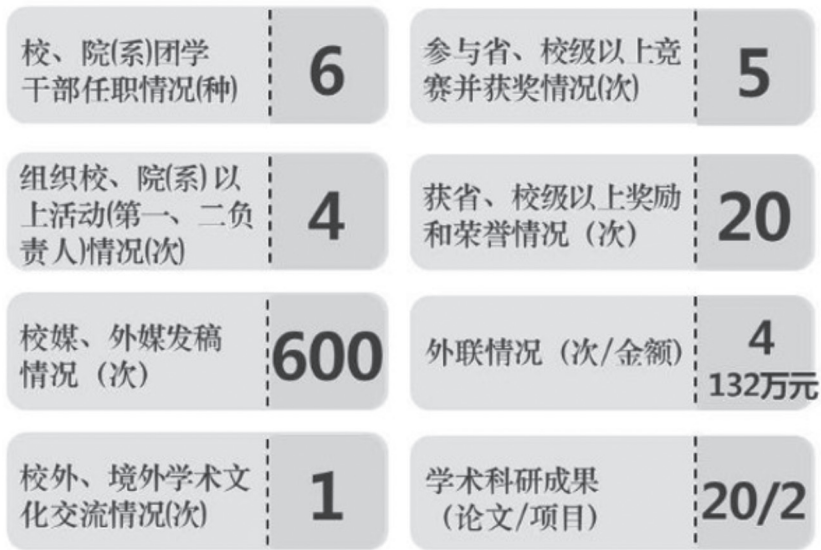 校、院(系)团学
干部任职情况(种)
6
参与省、校级以上竞
赛并获奖情况(次)
5
组织校、院(系)以
上活动(第一、二负
责人)情况(次)
4
获省、校级以上奖励
和荣誉情况（次）
20
校媒、外媒发稿
情况（次）
600
外联情况（次/金额）
4
132万元
校外、境外学术文
化交流情况(次)
1
学术科研成果
（论文/项目）
20/2